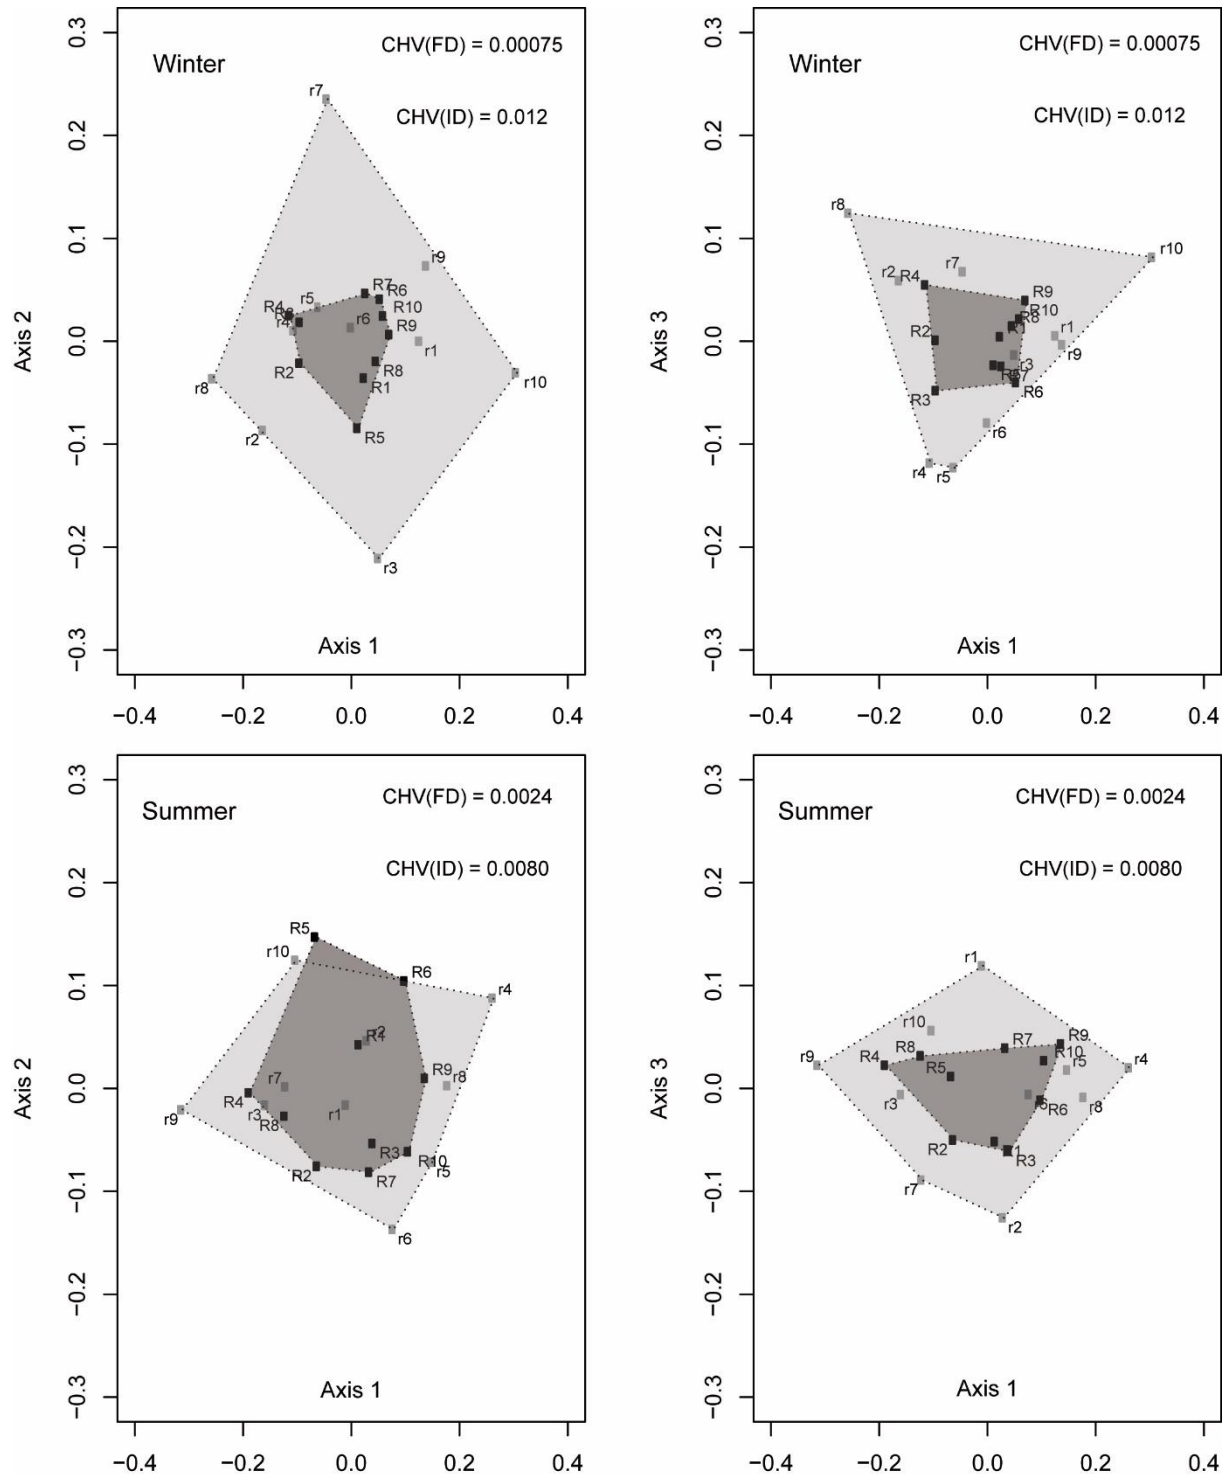 0.3
0.2
0.1
0.0
−0.1
−0.2
−0.3
Axis 2
Winter
CHV(FD) = 0.00075
CHV(ID) = 0.012
r7
r9
R7
R6
r5
R4
R10
r6
r4
R9
r1
R8
R2
R1
r8
r10
r2
R5
r3
Axis 1
−0.4
−0.2
0.0
0.2
0.4
0.3
0.2
0.1
0.0
−0.1
−0.2
−0.3
Axis 3
Winter
CHV(FD) = 0.00075
CHV(ID) = 0.012
r8
r10
r7
r2
R4
R9
R10
R8
r1
R2
r9
r3
R6
R3
r6
r4
r5
Axis 1
−0.4
−0.2
0.0
0.2
0.4
0.3
0.2
0.1
0.0
−0.1
−0.2
−0.3
Axis 2
Summer
CHV(FD) = 0.0024
CHV(ID) = 0.0080
R5
r10
R6
r4
r2
R1
R9
r8
r7
R4
r3
r1
r9
R8
R3
R10
r5
R2
R7
r6
Axis 1
−0.4
−0.2
0.0
0.2
0.4
0.3
0.2
0.1
0.0
−0.1
−0.2
−0.3
Axis 3
Summer
CHV(FD) = 0.0024
CHV(ID) = 0.0080
r1
r10
R7
R9
R8
R10
r9
R4
R5
r5
r4
r3
r6
R6
r8
R2
R3
r7
r2
Axis 1
−0.4
−0.2
0.0
0.2
0.4